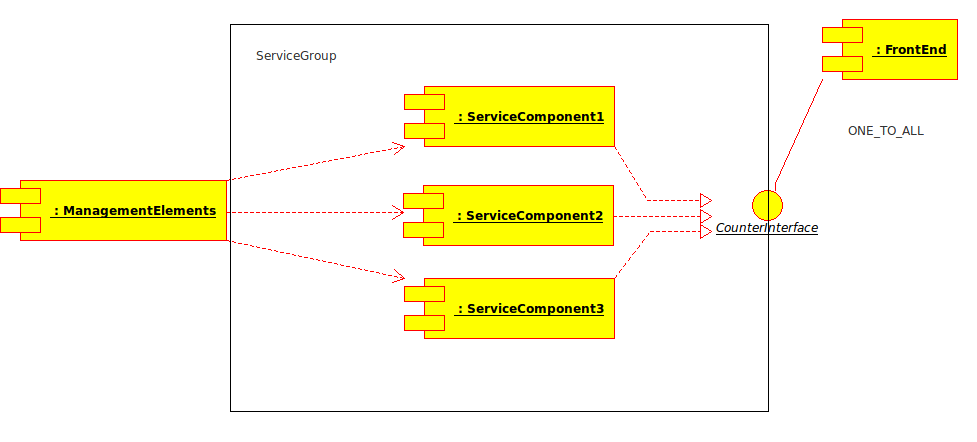 ServiceGroup
: FrontEnd
: ServiceComponent1
ONE_TO_ALL
: ManagementElements
: ServiceComponent2
CounterInterface
: ServiceComponent3